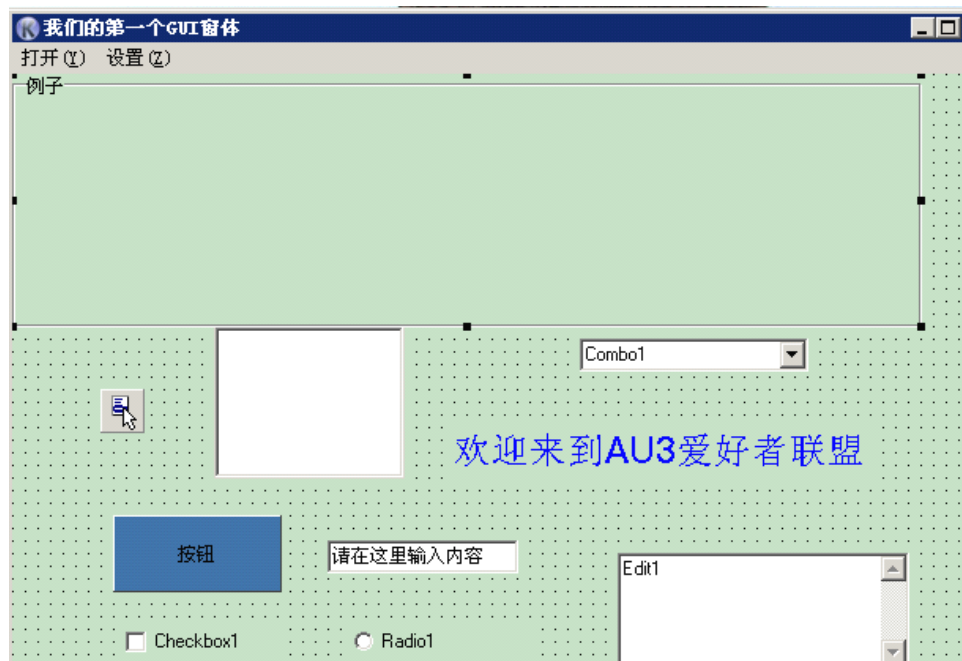 我们的第一个GUI窗体
打开(Y) 设置(Z)
例子
Combo1
欢迎来到AU3爱好者联盟
按钮
请在这里输入内容
Edit1
Checkbox1
Radio1